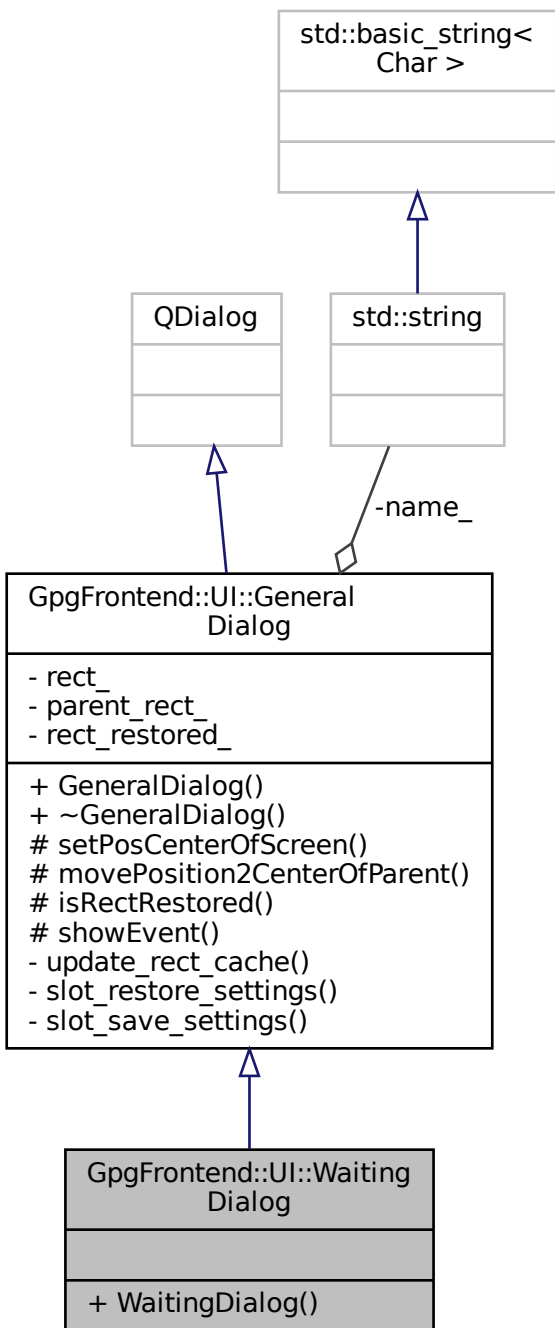 std::basic_string<
Char >
QDialog
std::string
-name_
GpgFrontend::UI::General
Dialog
- rect_
- parent_rect_
- rect_restored_
+ GeneralDialog()
+ ~GeneralDialog()
# setPosCenterOfScreen()
# movePosition2CenterOfParent()
# isRectRestored()
# showEvent()
- update_rect_cache()
- slot_restore_settings()
- slot_save_settings()
GpgFrontend::UI::Waiting
Dialog
+ WaitingDialog()